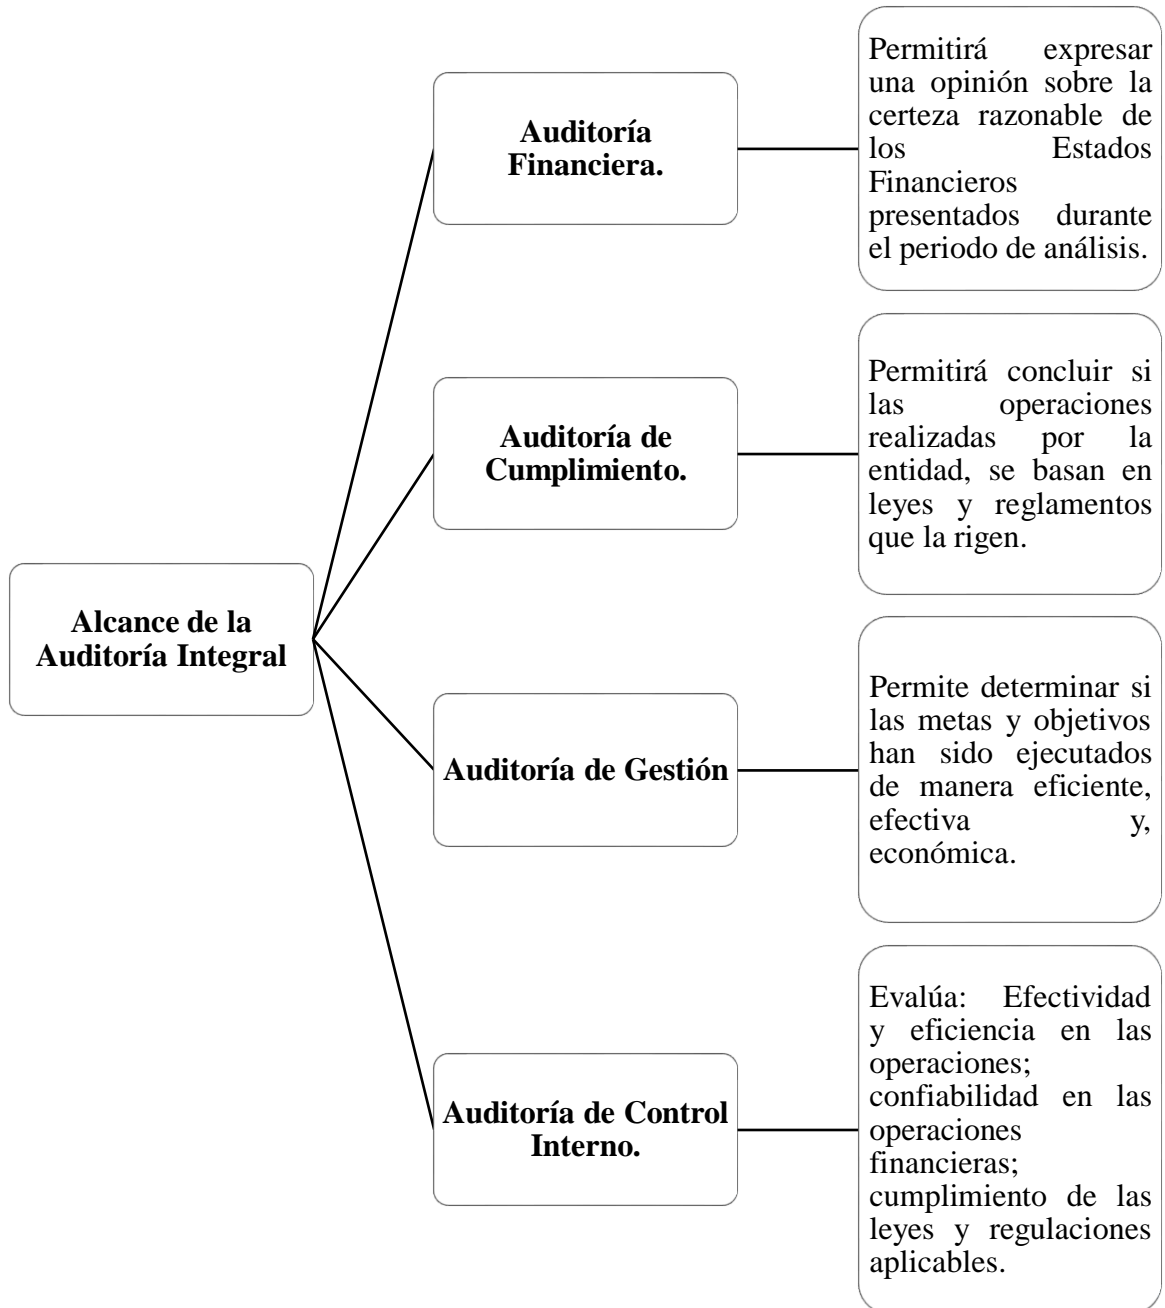 Alcance de la
Auditoría Integral
Auditoría
Financiera.
Permitirá expresar
una opinión sobre la
certeza razonable de
los Estados
Financieros
presentados durante
el periodo de análisis.
Auditoría de
Cumplimiento.
Permitirá concluir si
las operaciones
realizadas por la
entidad, se basan en
leyes y reglamentos
que la rigen.
Auditoría de Gestión
Permite determinar si
las metas y objetivos
han sido ejecutados
de manera eficiente,
efectiva y,
económica.
Auditoría de Control
Interno.
Evalúa: Efectividad
y eficiencia en las
operaciones;
confiabilidad en las
operaciones
financieras;
cumplimiento de las
leyes y regulaciones
aplicables.